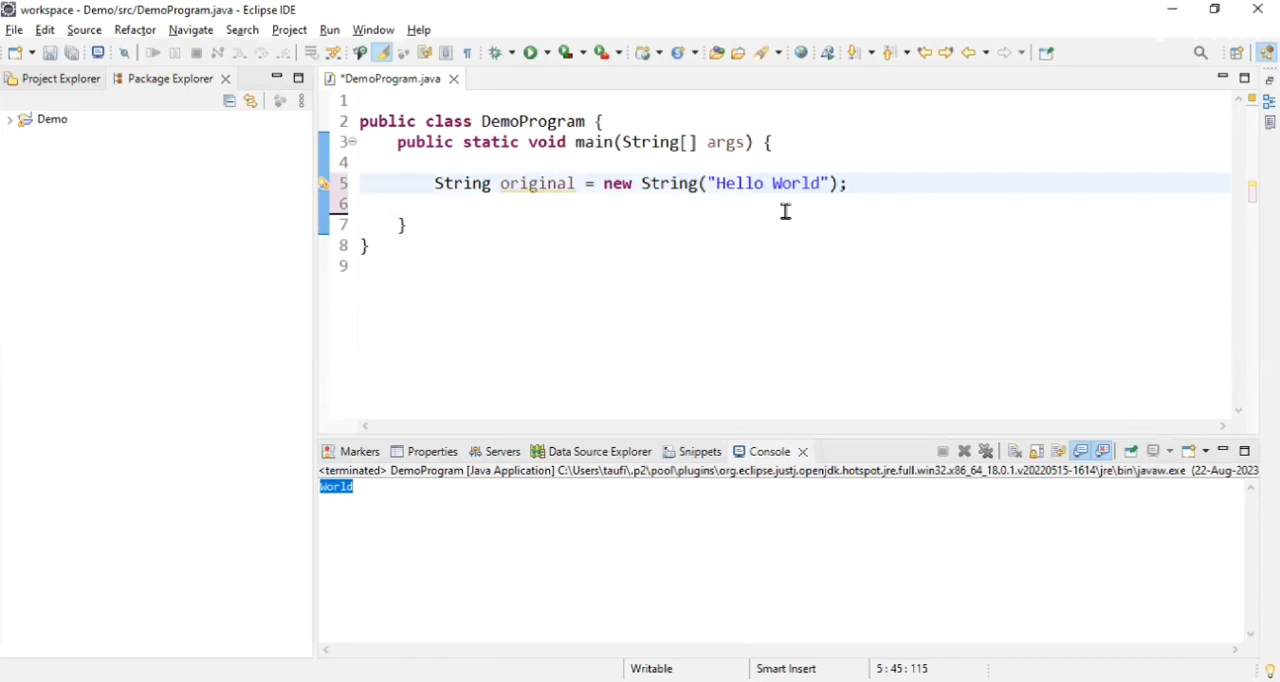 workspace - Demo/src/DemoProgram.java - Eclipse IDE
File Edit Source Refactor Navigate Search Project Run Window Help
Project Explorer Package Explorer
Demo
*DemoProgram.java
1
2 public class DemoProgram {
3 public static void main(String[] args) {
4
5 String original = new String("Hello World");
6
7 }
8 }
9
Markers Properties Servers Data Source Explorer Snippets Console
<terminated> DemoProgram [Java Application] C:\Users\taufi\.p2\pool\plugins\org.eclipse.justj.openjdk.hotspot.jre.full.win32.x86_64_18.0.1.v20220515-1614\jre\bin\javaw.exe (22-Aug-2023
World
Writable Smart Insert 5 : 45 : 115